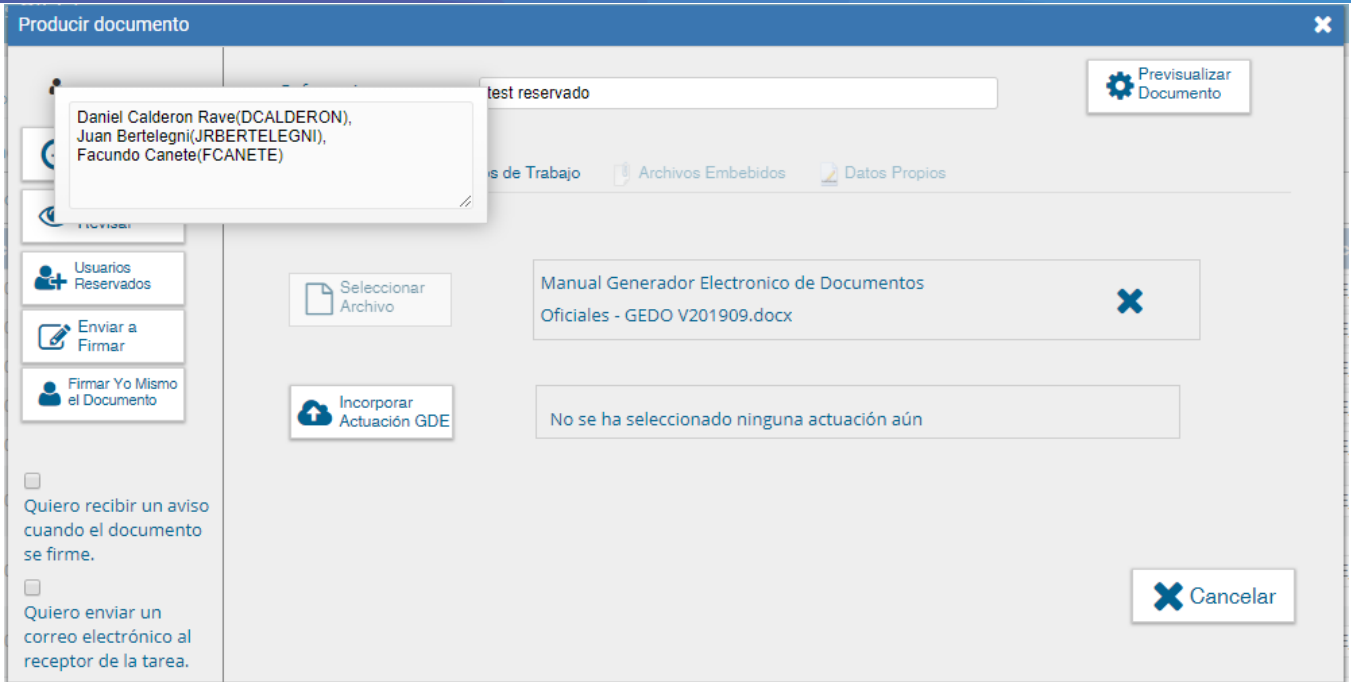 Producir documento
test reservado
Previsualizar
Documento
Daniel Calderon Rave(DCALDERON),
Juan Bertelegni(JRBERTELEGNI),
Facundo Canete(FCANETE)
de Trabajo
Archivos Embebidos
Datos Propios
Revisar
Usuarios
Reservados
Enviar a
Firmar
Firmar Yo Mismo
el Documento
Seleccionar
Archivo
Manual Generador Electronico de Documentos
Oficiales - GEDO V201909.docx
Incorporar
Actuación GDE
No se ha seleccionado ninguna actuación aún
Quiero recibir un aviso
cuando el documento
se firme.
Quiero enviar un
correo electrónico al
receptor de la tarea.
Cancelar